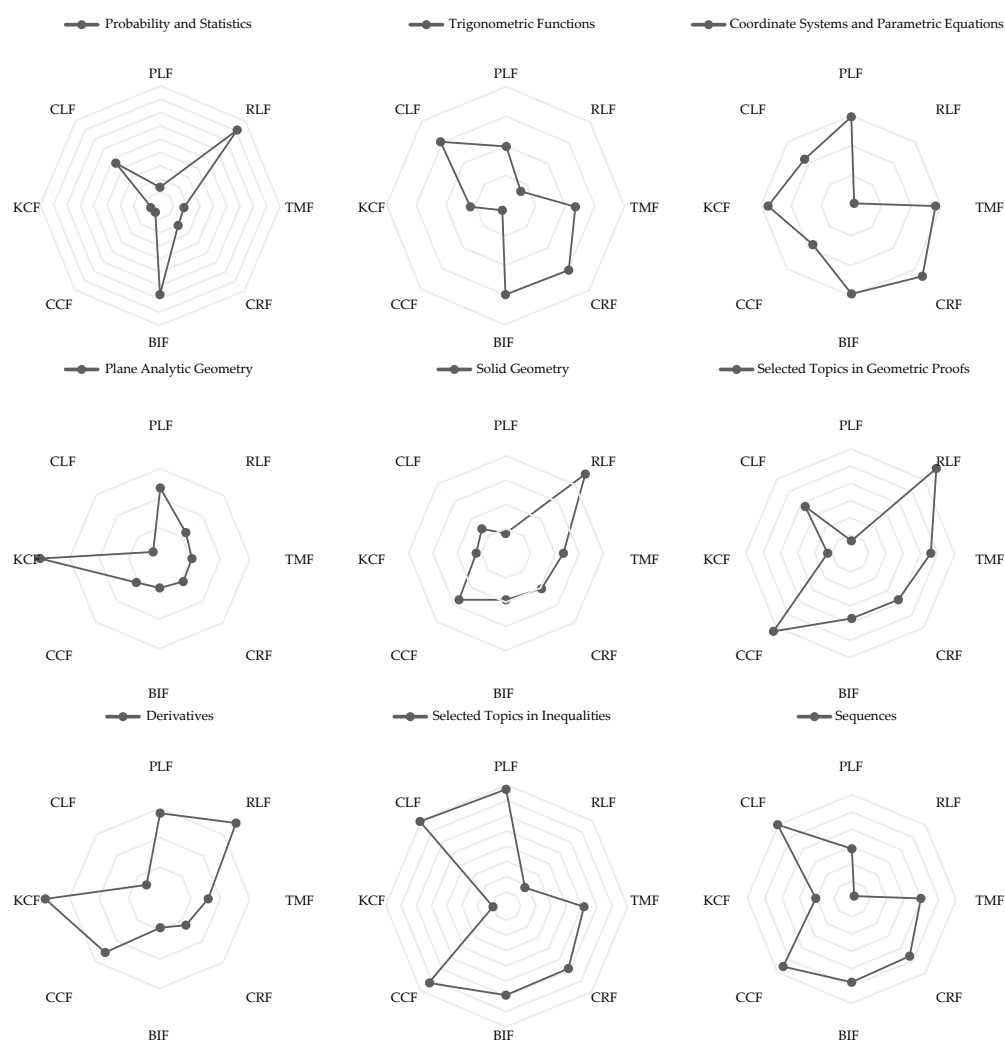 Probability and Statistics
PLF
CLF RLF
KCF TMF
CCF CRF
BIF
Trigonometric Functions
PLF
CLF RLF
KCF TMF
CCF CRF
BIF
Coordinate Systems and Parametric Equations
PLF
CLF RLF
KCF TMF
CCF CRF
BIF
Plane Analytic Geometry
PLF
CLF RLF
KCF TMF
CCF CRF
BIF
Solid Geometry
PLF
CLF RLF
KCF TMF
CCF CRF
BIF
Selected Topics in Geometric Proofs
PLF
CLF RLF
KCF TMF
CCF CRF
BIF
Derivatives
PLF
CLF RLF
KCF TMF
CCF CRF
BIF
Selected Topics in Inequalities
PLF
CLF RLF
KCF TMF
CCF CRF
BIF
Sequences
PLF
CLF RLF
KCF TMF
CCF CRF
BIF